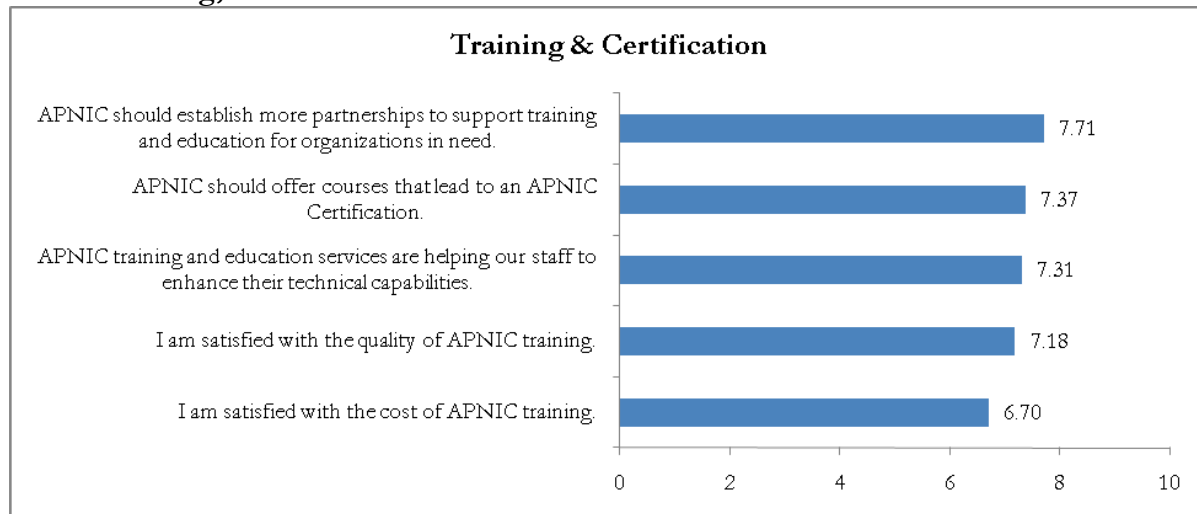 Training & Certification
APNIC should establish more partnerships to support training
and education for organizations in need.
7.71
APNIC should offer courses that lead to an APNIC
Certification.
7.37
APNIC training and education services are helping our staff to
enhance their technical capabilities.
7.31
I am satisfied with the quality of APNIC training.
7.18
I am satisfied with the cost of APNIC training.
6.70
0 2 4 6 8 10